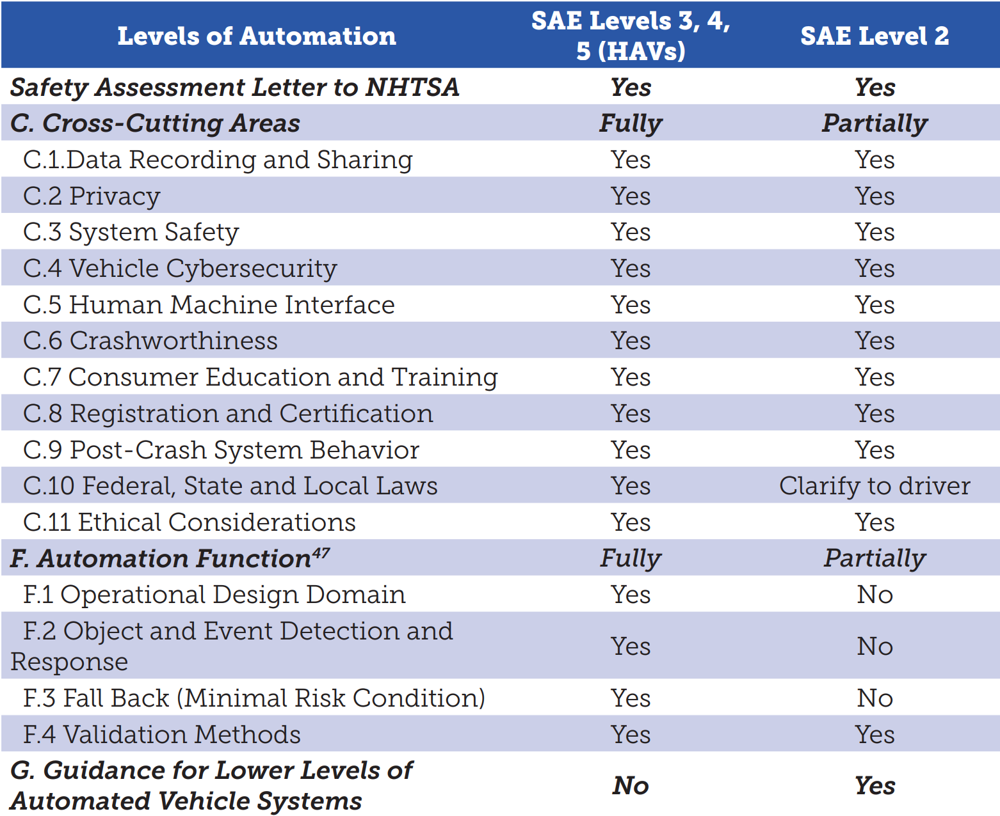 Levels of Automation SAE Levels 3, 4, 5 (HAVs) SAE Level 2
Safety Assessment Letter to NHTSA Yes Yes
C. Cross-Cutting Areas Fully Partially
C.1.Data Recording and Sharing Yes Yes
C.2 Privacy Yes Yes
C.3 System Safety Yes Yes
C.4 Vehicle Cybersecurity Yes Yes
C.5 Human Machine Interface Yes Yes
C.6 Crashworthiness Yes Yes
C.7 Consumer Education and Training Yes Yes
C.8 Registration and Certification Yes Yes
C.9 Post-Crash System Behavior Yes Yes
C.10 Federal, State and Local Laws Yes Clarify to driver
C.11 Ethical Considerations Yes Yes
F. Automation Function47 Fully Partially
F.1 Operational Design Domain Yes No
F.2 Object and Event Detection and
Response Yes No
F.3 Fall Back (Minimal Risk Condition) Yes No
F.4 Validation Methods Yes Yes
G. Guidance for Lower Levels of
Automated Vehicle Systems No Yes